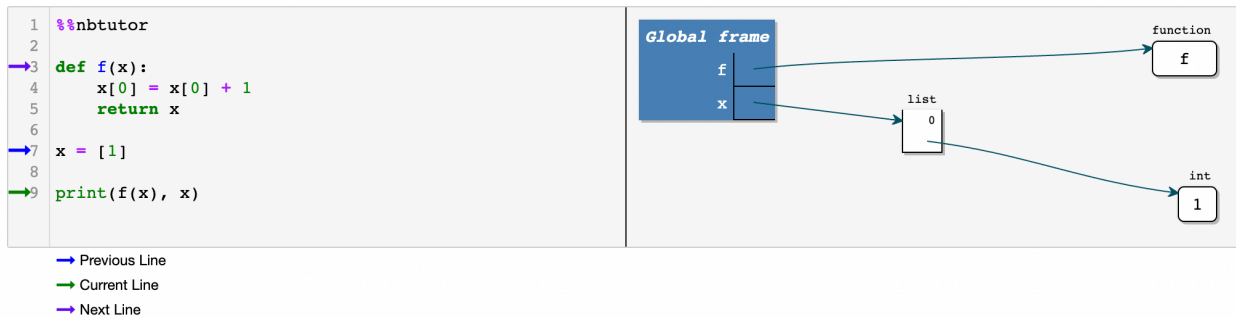 1 %%nbtutor
2
3 def f(x):
4     x[0] = x[0] + 1
5     return x
6
7 x = [1]
8
9 print(f(x), x)
Previous Line
Current Line
Next Line
Global frame
f
x
function
f
list
0
int
1